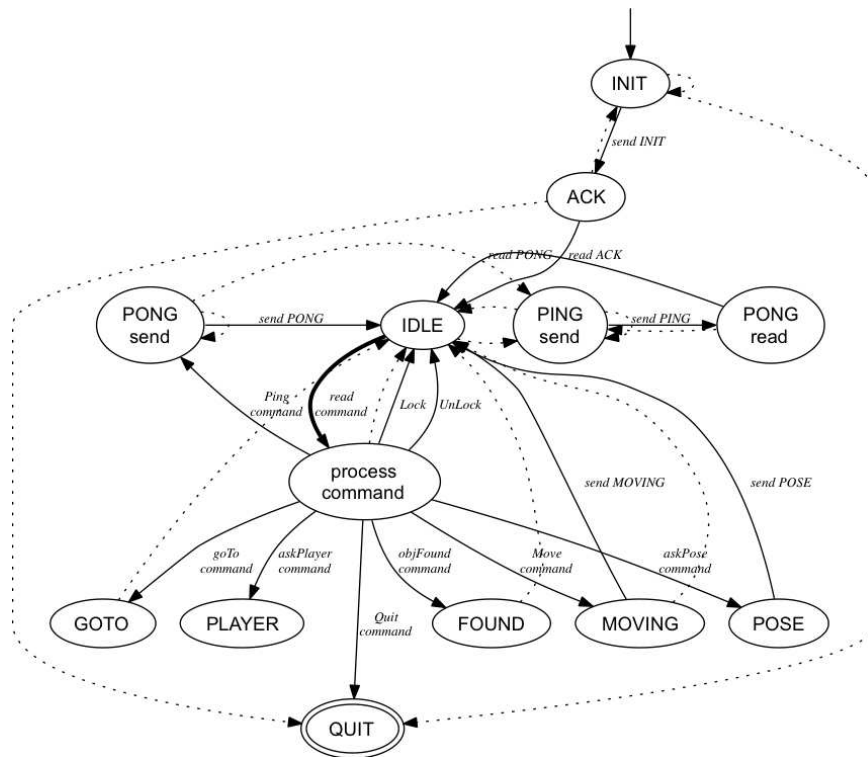 INIT
send INIT
ACK
read PONG
read ACK
PONG
send
send PONG
IDLE
PING
send
send PING
PONG
read
Ping
command
read
command
Lock
UnLock
process
command
send MOVING
send POSE
goTo
command
askPlayer
command
objFound
command
Move
command
askPose
command
Quit
command
GOTO
PLAYER
FOUND
MOVING
POSE
QUIT